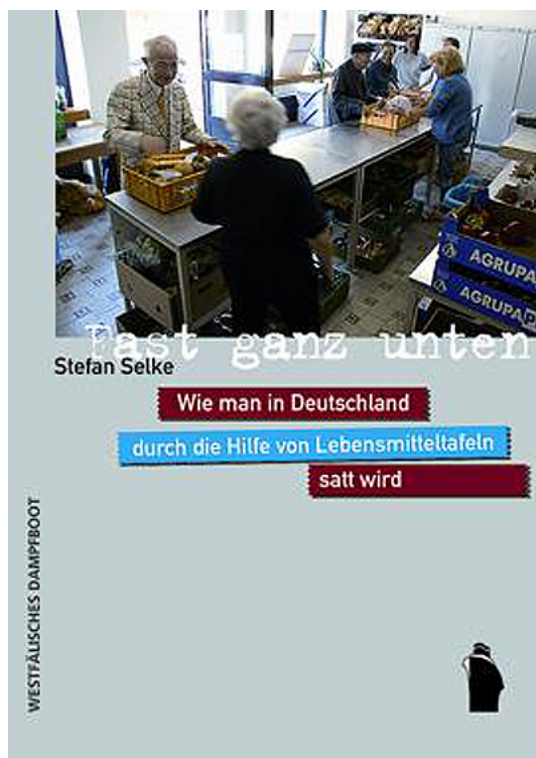 AGRUPA
AGRUPA
Fast ganz unten
Stefan Selke
Wie man in Deutschland
durch die Hilfe von Lebensmitteltafeln
satt wird
WESTFÄLISCHES DAMPFBOOT